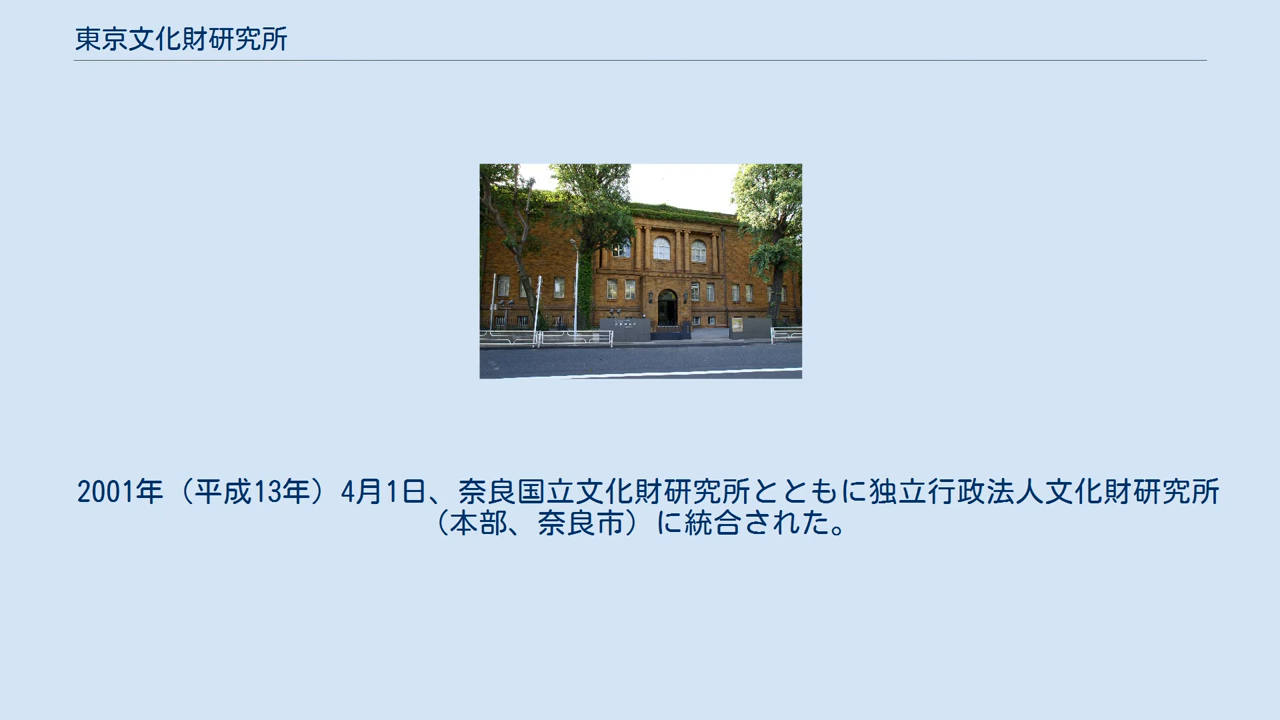 東京文化財研究所
2001年（平成13年）4月1日、奈良国立文化財研究所とともに独立行政法人文化財研究所
（本部、奈良市）に統合された。